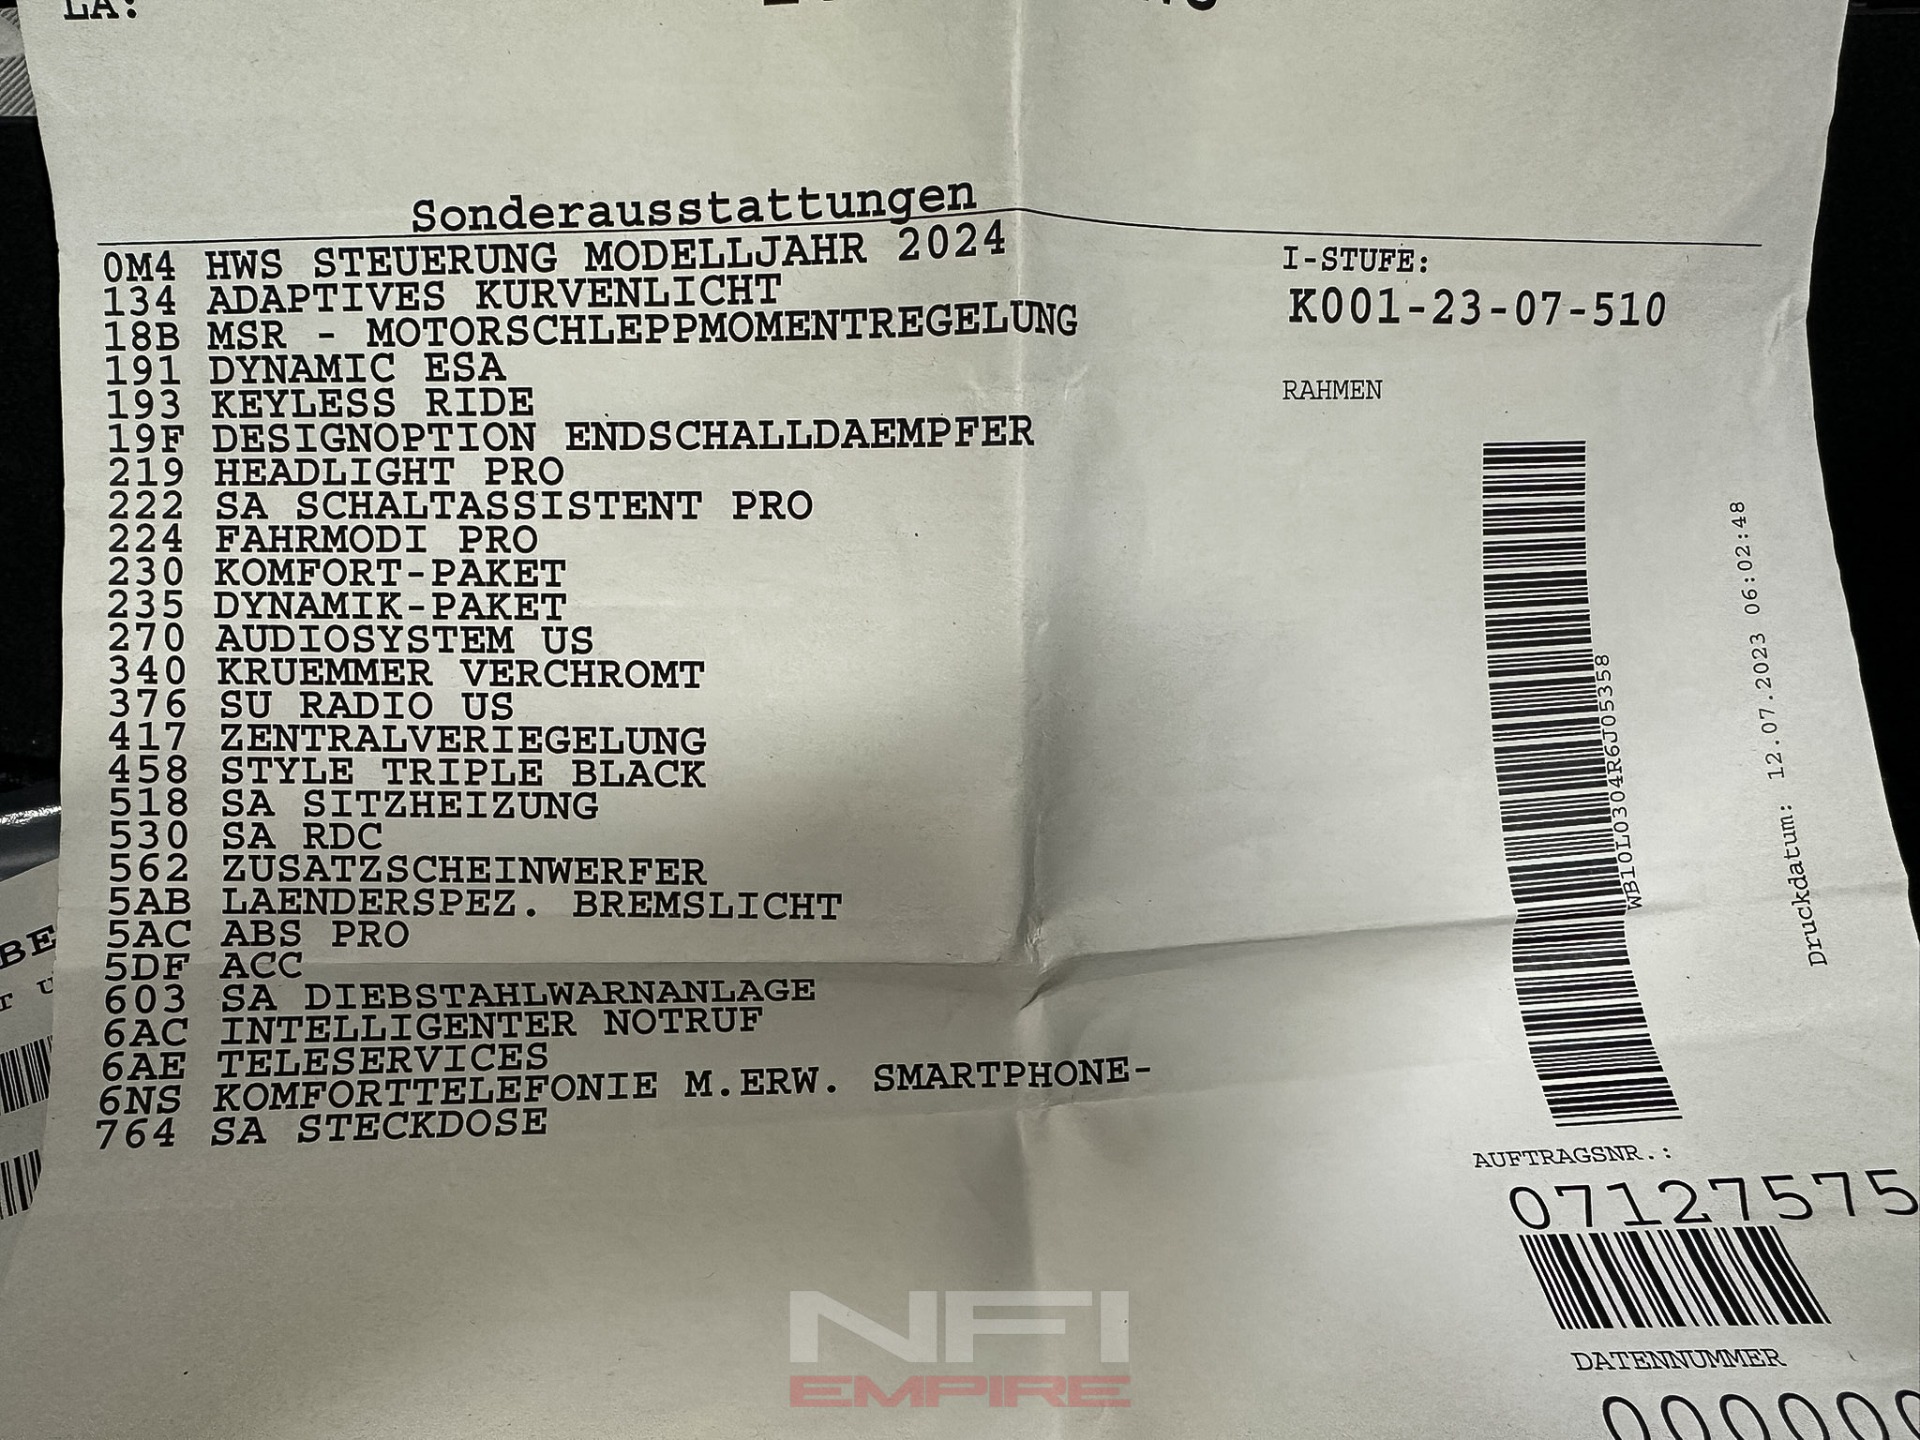 LA:
Sonderausstattungen
0M4 HWS STEUERUNG MODELLJAHR 2024
134 ADAPTIVES KURVENLICHT
18B MSR - MOTORSCHLEPPMOMENTREGELUNG
191 DYNAMIC ESA
193 KEYLESS RIDE
19F DESIGNOPTION ENDSCHALLDAEMPFER
219 HEADLIGHT PRO
222 SA SCHALTASSISTENT PRO
224 FAHRMODI PRO
230 KOMFORT-PAKET
235 DYNAMIK-PAKET
270 AUDIOSYSTEM US
340 KRUEMMER VERCHROMT
376 SU RADIO US
417 ZENTRALVERIEGELUNG
458 STYLE TRIPLE BLACK
518 SA SITZHEIZUNG
530 SA RDC
562 ZUSATZSCHEINWERFER
5AB LAENDERSPEZ. BREMSLICHT
5AC ABS PRO
5DF ACC
603 SA DIEBSTAHLWARNANLAGE
6AC INTELLIGENTER NOTRUF
6AE TELESERVICES
6NS KOMFORTTELEFONIE M.ERW. SMARTPHONE-
764 SA STECKDOSE
I-STUFE:
K001-23-07-510
RAHMEN
WB10L0304R6J05358
Druckdatum: 12.07.2023 06:02:48
AUFTRAGSNR.:
07127575
DATENNUMMER
000000
BE
NFI
EMPIRE